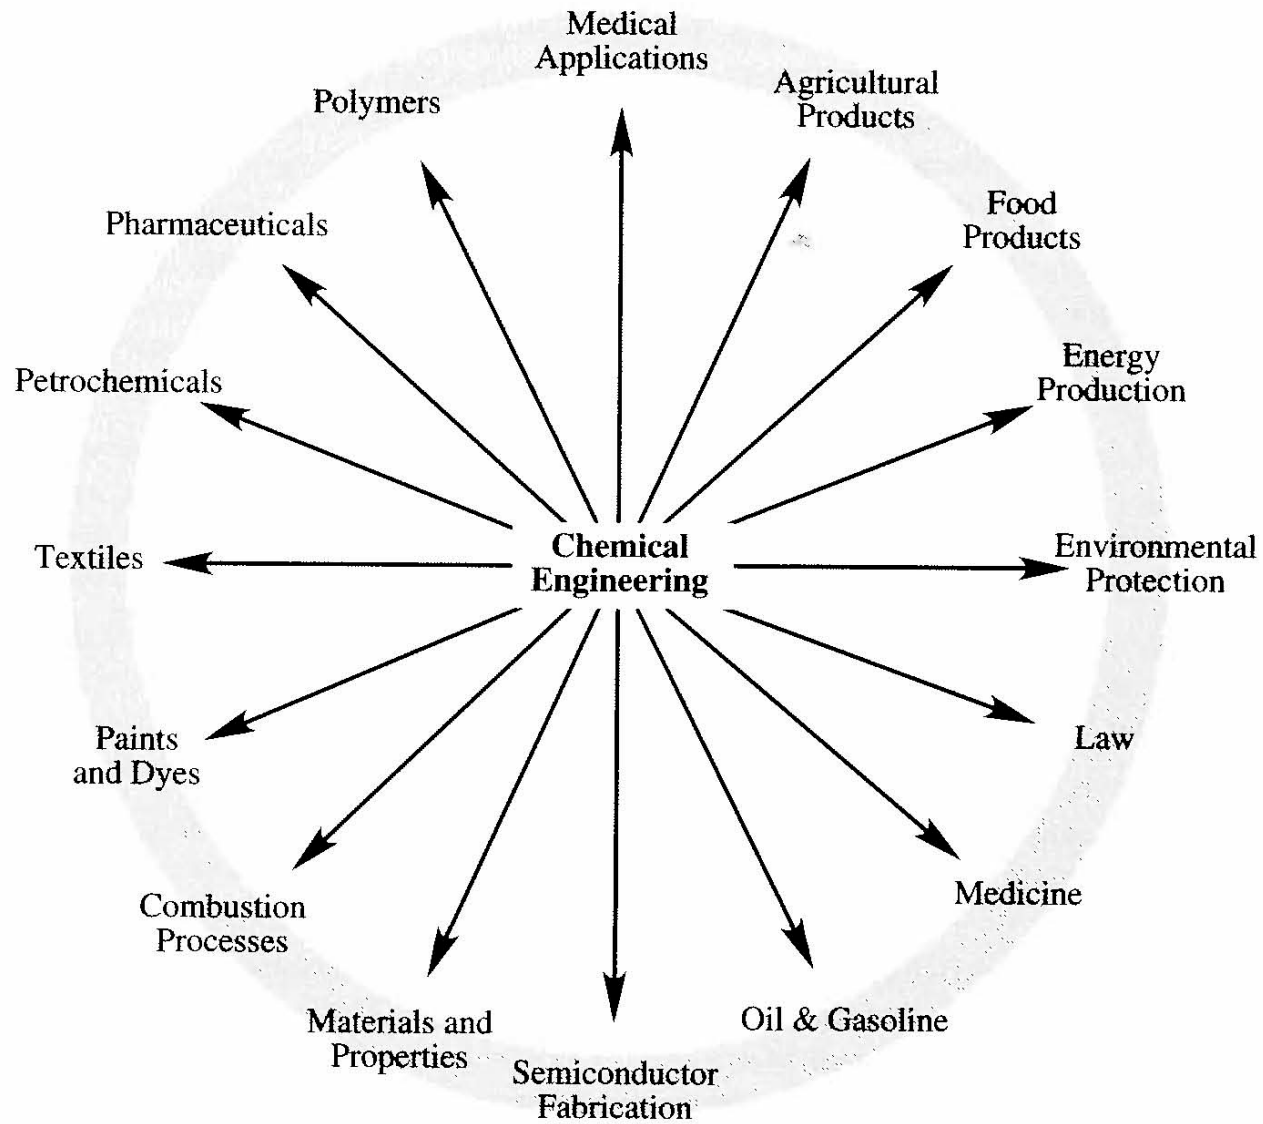 Medical
Applications
Agricultural
Products
Food
Products
Energy
Production
Environmental
Protection
Law
Medicine
Oil & Gasoline
Semiconductor
Fabrication
Materials and
Properties
Combustion
Processes
Paints
and Dyes
Textiles
Petrochemicals
Pharmaceuticals
Polymers
Chemical
Engineering